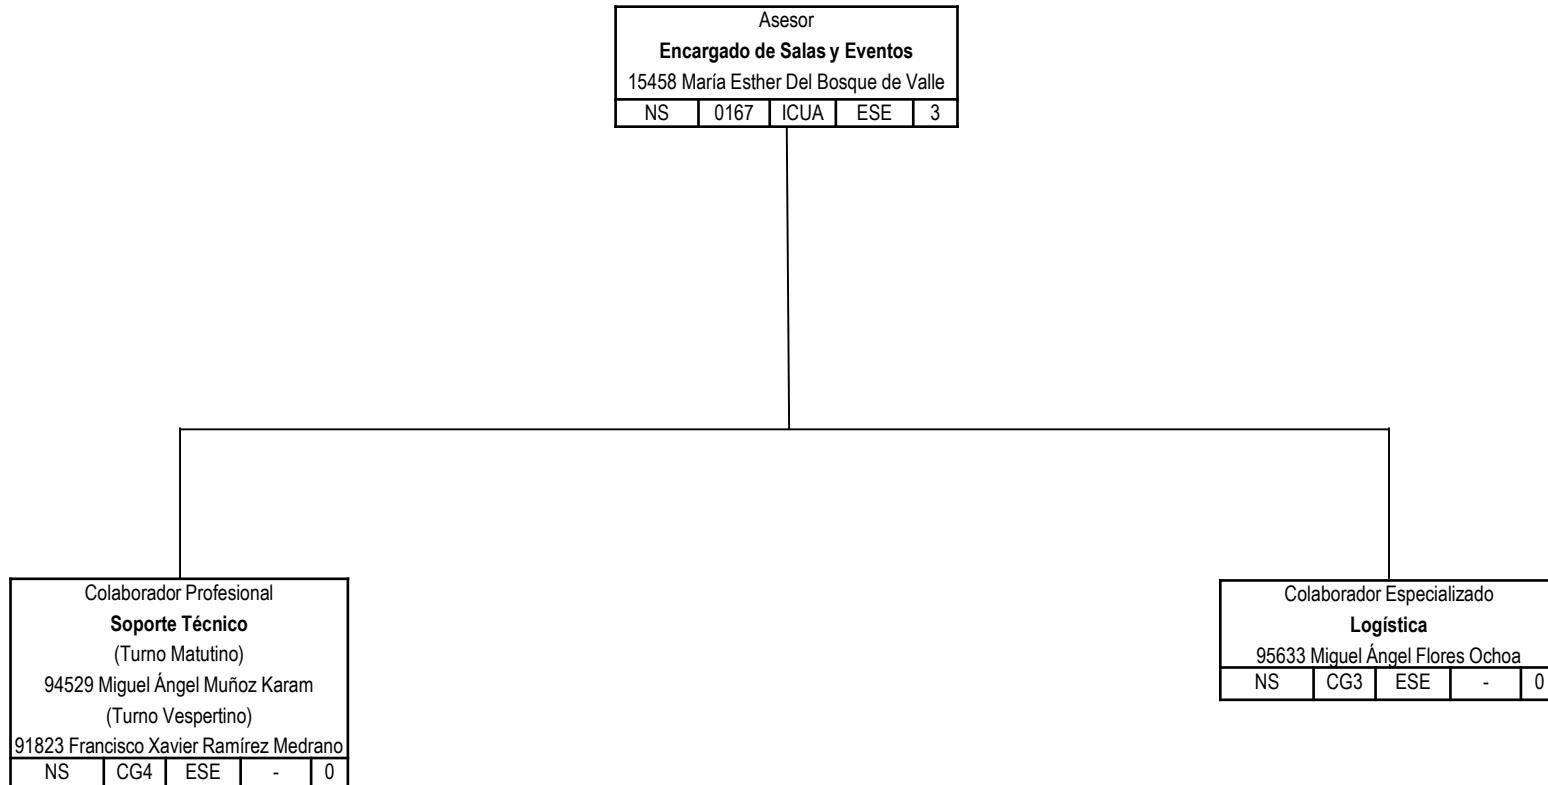 Asesor
Encargado de Salas y Eventos
15458 María Esther Del Bosque de Valle
NS 0167 ICUA ESE 3
Colaborador Profesional
Soporte Técnico
(Turno Matutino)
94529 Miguel Ángel Muñoz Karam
(Turno Vespertino)
91823 Francisco Xavier Ramírez Medrano
NS CG4 ESE - 0
Colaborador Especializado
Logística
95633 Miguel Ángel Flores Ochoa
NS CG3 ESE - 0